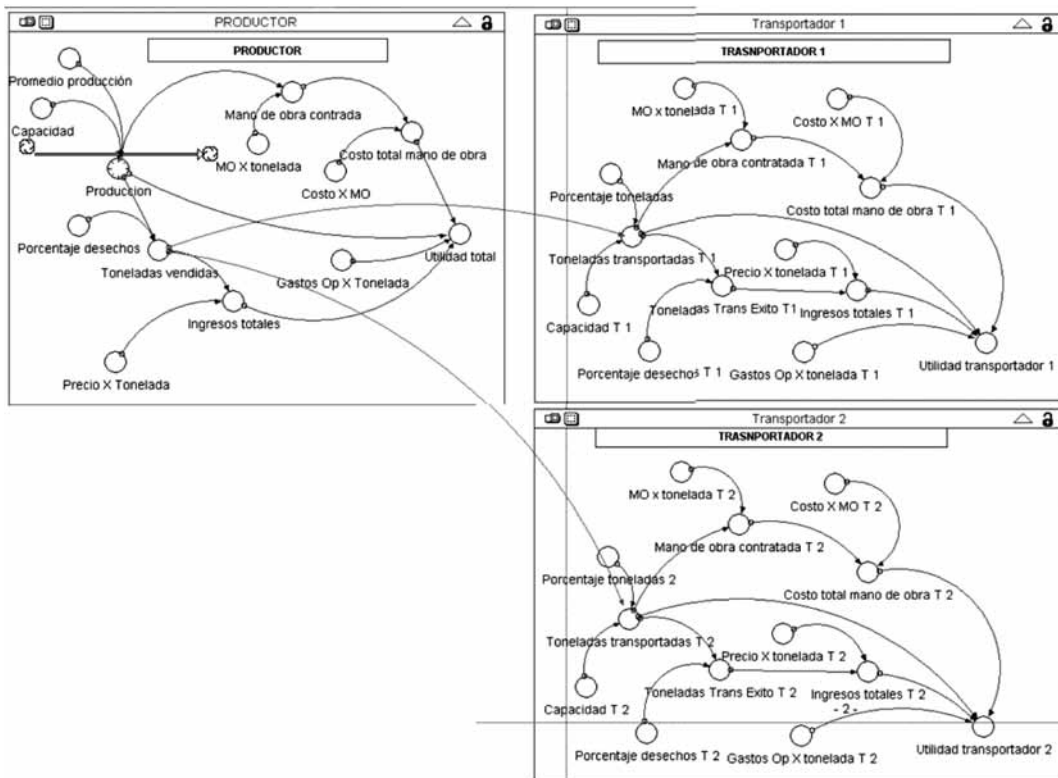 PRODUCTOR
PRODUCTOR
Promedio producción
Capacidad
Mano de obra contrada
MO X tonelada
Costo total mano de obra
Costo X MO
Produccion
Porcentaje desechos
Toneladas vendidas
Utilidad total
Gastos Op X Tonelada
Ingresos totales
Precio X Tonelada
Transportador 1
TRASNPORTADOR 1
MO x tonelada T 1
Costo X MO T 1
Mano de obra contratada T 1
Porcentaje toneladas
Costo total mano de obra T 1
Toneladas transportadas T 1
Precio X tonelada T 1
Toneladas Trans Exito T1
Ingresos totales T 1
Capacidad T 1
Porcentaje desechos T 1
Gastos Op X tonelada T 1
Utilidad transportador 1
Transportador 2
TRASNPORTADOR 2
MO x tonelada T 2
Costo X MO T 2
Mano de obra contratada T 2
Porcentaje toneladas 2
Costo total mano de obra T 2
Toneladas transportadas T 2
Precio X tonelada T 2
Toneladas Trans Exito T 2
Ingresos totales T 2
- 2 -
Capacidad T 2
Porcentaje desechos T 2
Gastos Op X tonelada T 2
Utilidad transportador 2